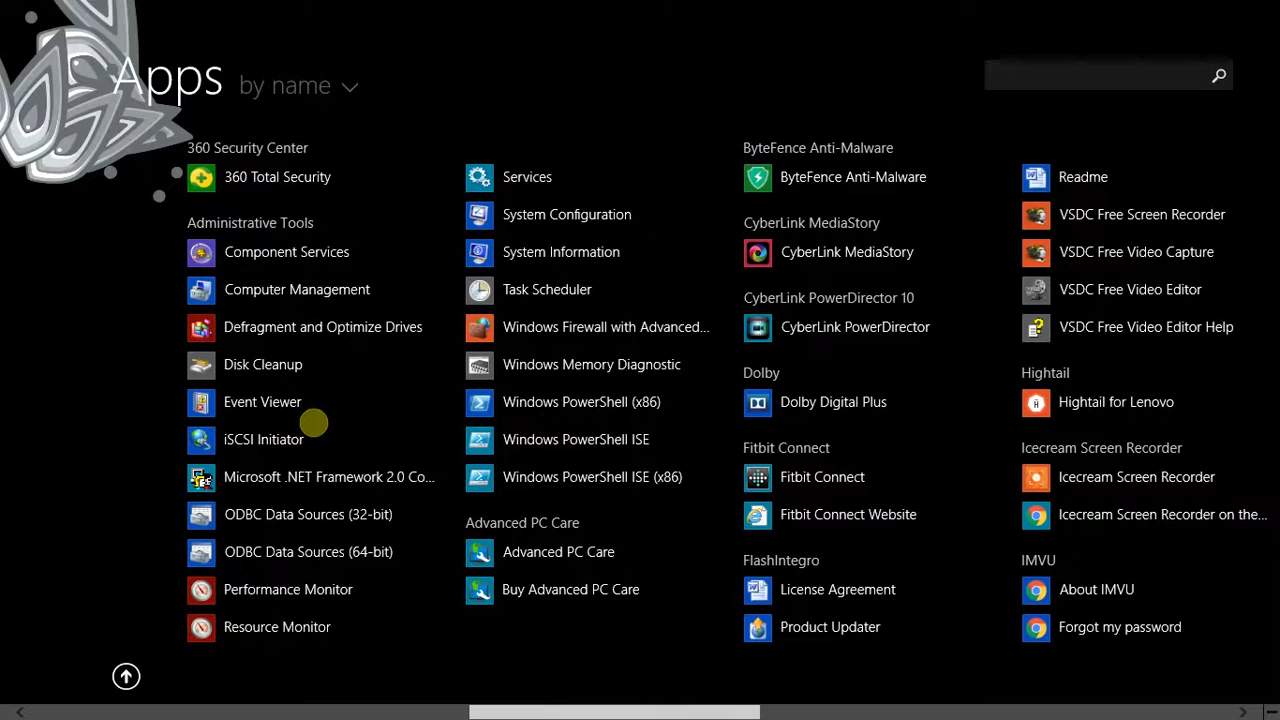 Apps by name
360 Security Center
360 Total Security
Administrative Tools
Component Services
Computer Management
Defragment and Optimize Drives
Disk Cleanup
Event Viewer
iSCSI Initiator
Microsoft .NET Framework 2.0 Co...
ODBC Data Sources (32-bit)
ODBC Data Sources (64-bit)
Performance Monitor
Resource Monitor
Services
System Configuration
System Information
Task Scheduler
Windows Firewall with Advanced...
Windows Memory Diagnostic
Windows PowerShell (x86)
Windows PowerShell ISE
Windows PowerShell ISE (x86)
Advanced PC Care
Advanced PC Care
Buy Advanced PC Care
ByteFence Anti-Malware
ByteFence Anti-Malware
CyberLink MediaStory
CyberLink MediaStory
CyberLink PowerDirector 10
CyberLink PowerDirector
Dolby
Dolby Digital Plus
Fitbit Connect
Fitbit Connect
Fitbit Connect Website
FlashIntegro
License Agreement
Product Updater
Readme
VSDC Free Screen Recorder
VSDC Free Video Capture
VSDC Free Video Editor
VSDC Free Video Editor Help
Hightail
Hightail for Lenovo
Icecream Screen Recorder
Icecream Screen Recorder
Icecream Screen Recorder on the...
IMVU
About IMVU
Forgot my password